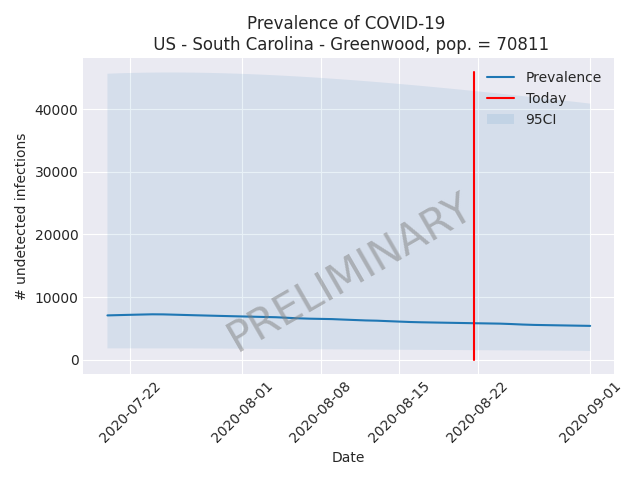 Prevalence of COVID-19
US - South Carolina - Greenwood, pop. = 70811
Prevalence
Today
95CI
# undetected infections
40000
30000
20000
10000
0
PRELIMINARY
2020-07-22
2020-08-01
2020-08-08
2020-08-15
2020-08-22
2020-09-01
Date